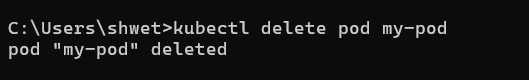 C:\Users\shwet>kubectl delete pod my-pod
pod "my-pod" deleted